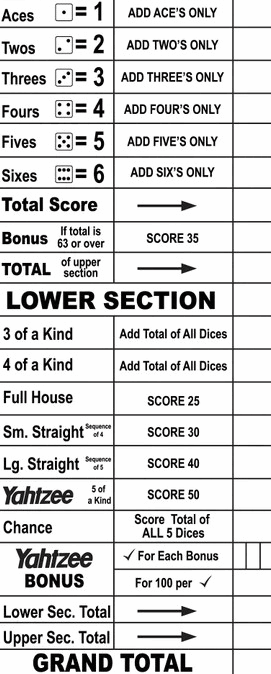 Aces = 1 ADD ACE'S ONLY
Twos = 2 ADD TWO'S ONLY
Threes = 3 ADD THREE'S ONLY
Fours = 4 ADD FOUR'S ONLY
Fives = 5 ADD FIVE'S ONLY
Sixes = 6 ADD SIX'S ONLY
Total Score
Bonus If total is 63 or over SCORE 35
TOTAL of upper section
LOWER SECTION
3 of a Kind Add Total of All Dices
4 of a Kind Add Total of All Dices
Full House SCORE 25
Sm. Straight Sequence of 4 SCORE 30
Lg. Straight Sequence of 5 SCORE 40
Yahtzee 5 of a Kind SCORE 50
Chance Score Total of ALL 5 Dices
Yahtzee BONUS ✓ For Each Bonus
For 100 per ✓
Lower Sec. Total
Upper Sec. Total
GRAND TOTAL